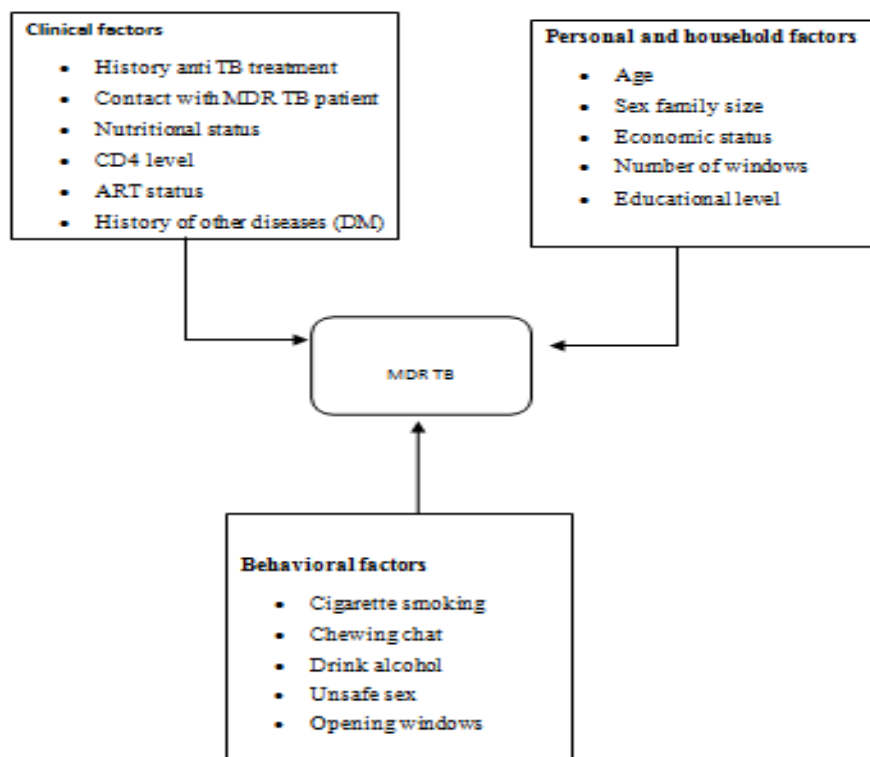 Clinical factors
• History anti TB treatment
• Contact with MDR TB patient
• Nutritional status
• CD4 level
• ART status
• History of other diseases (DM)
Personal and household factors
• Age
• Sex family size
• Economic status
• Number of windows
• Educational level
MDR TB
Behavioral factors
• Cigarette smoking
• Chewing chat
• Drink alcohol
• Unsafe sex
• Opening windows